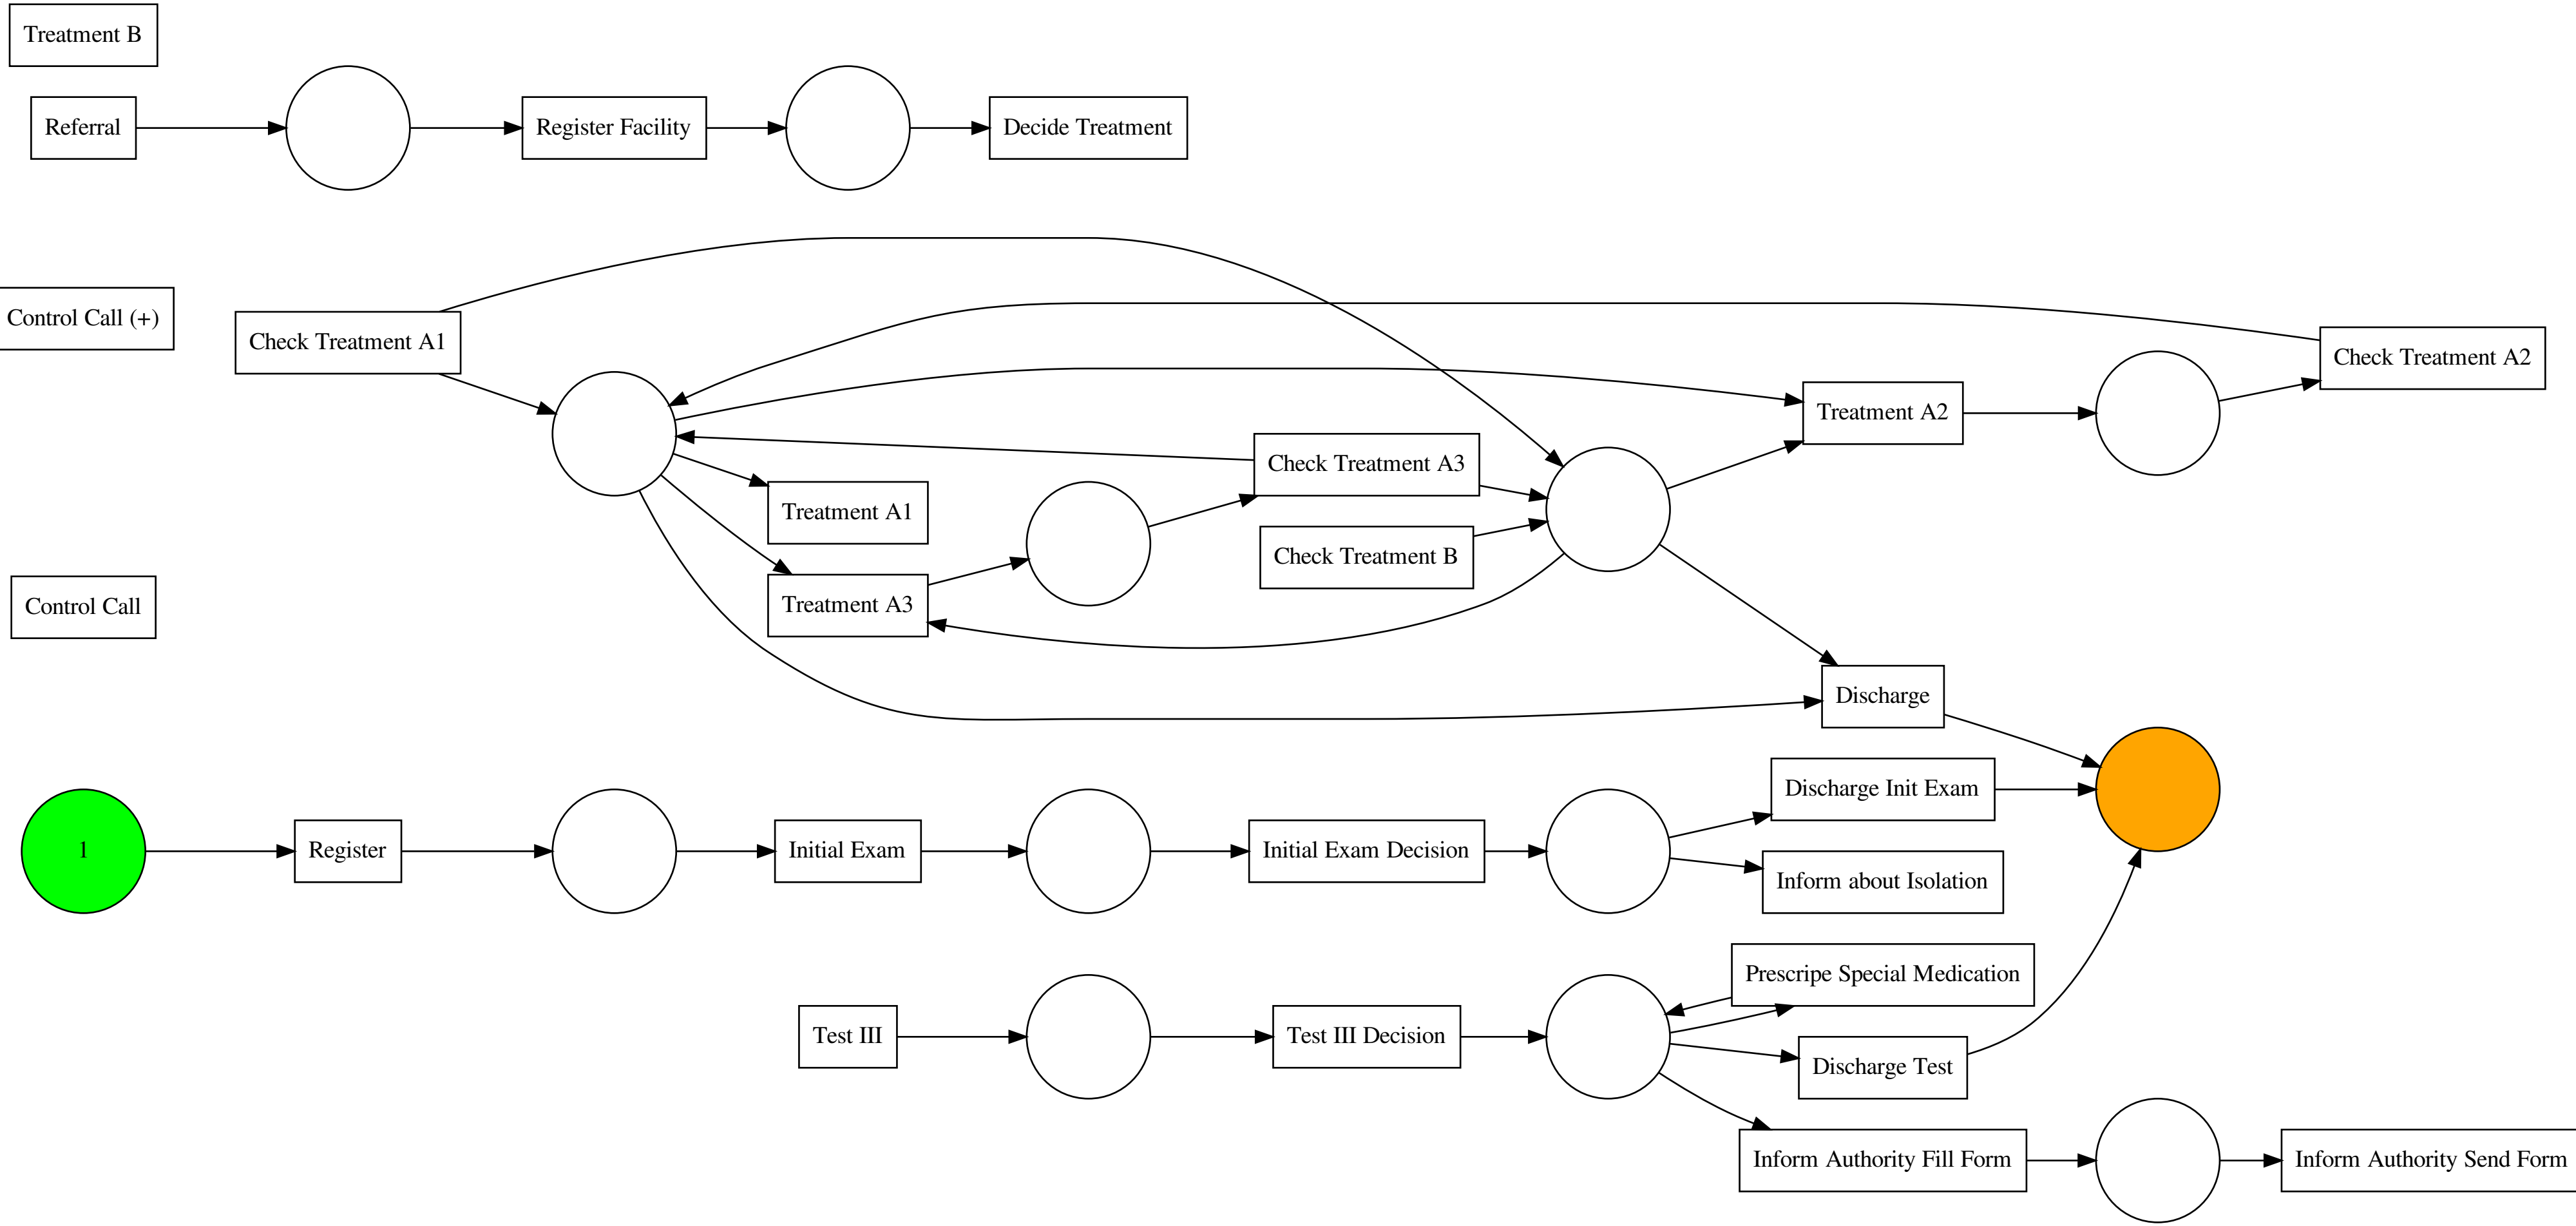 Treatment B
Referral
Register Facility
Decide Treatment
Control Call (+)
Check Treatment A1
Check Treatment A2
Treatment A2
Check Treatment A3
Treatment A1
Check Treatment B
Treatment A3
Control Call
Discharge
Discharge Init Exam
1
Register
Initial Exam
Initial Exam Decision
Inform about Isolation
Prescripe Special Medication
Test III
Test III Decision
Discharge Test
Inform Authority Fill Form
Inform Authority Send Form